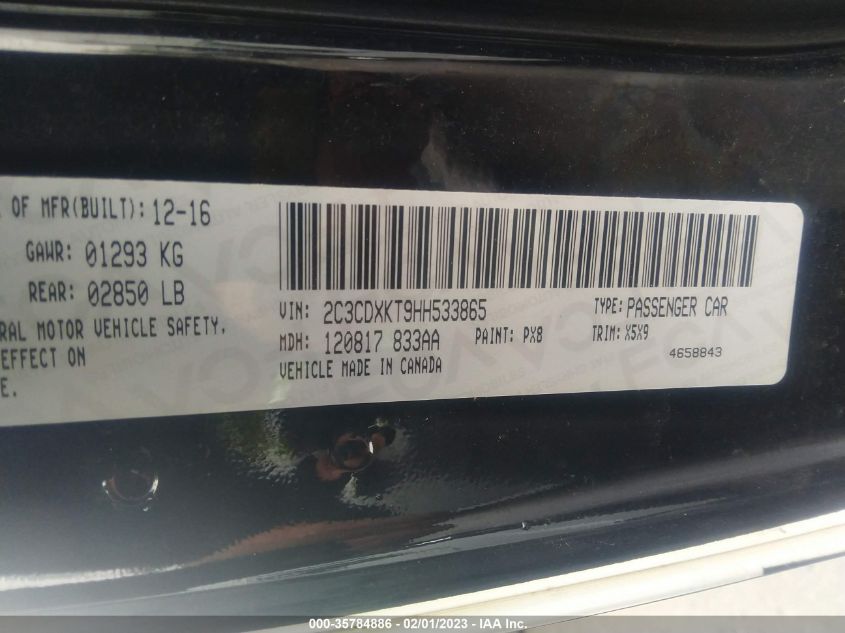 OF MFR(BUILT): 12-16
GAWR: 01293 KG
REAR: 02850 LB
RAL MOTOR VEHICLE SAFETY,
EFFECT ON
E.
VIN: 2C3CDXKT9HH533865 TYPE: PASSENGER CAR
MDH: 120817 833AA PAINT: PX8 TRIM: X5X9
VEHICLE MADE IN CANADA 4658843
000-35784886 - 02/01/2023 - IAA Inc.